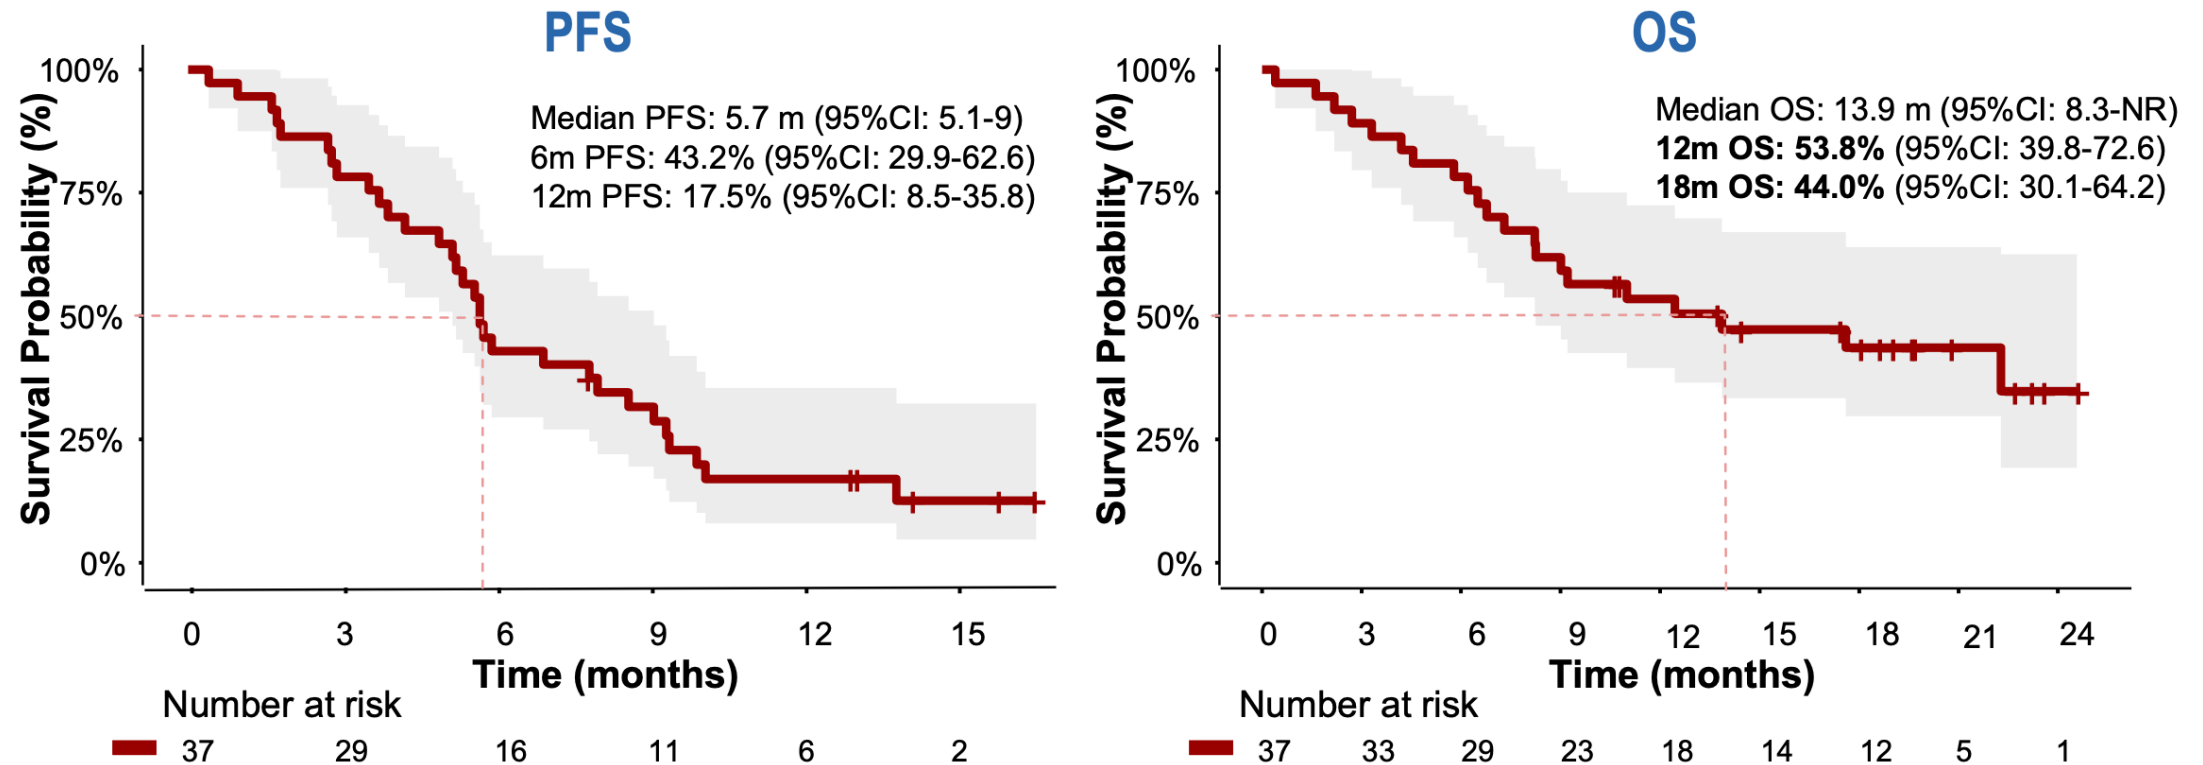 PFS
Survival Probability (%)
100%
75%
50%
25%
0%
Median PFS: 5.7 m (95%CI: 5.1-9)
6m PFS: 43.2% (95%CI: 29.9-62.6)
12m PFS: 17.5% (95%CI: 8.5-35.8)
0 3 6 9 12 15
Time (months)
Number at risk
37 29 16 11 6 2
OS
Survival Probability (%)
100%
75%
50%
25%
0%
Median OS: 13.9 m (95%CI: 8.3-NR)
12m OS: 53.8% (95%CI: 39.8-72.6)
18m OS: 44.0% (95%CI: 30.1-64.2)
0 3 6 9 12 15 18 21 24
Time (months)
Number at risk
37 33 29 23 18 14 12 5 1